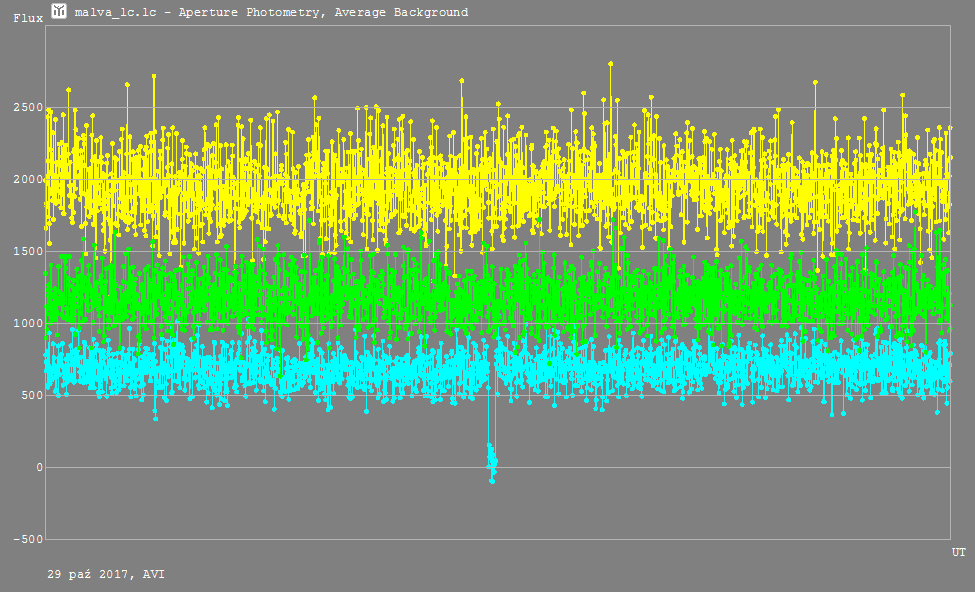 malva_lc.lc - Aperture Photometry, Average Background
Flux
2500
2000
1500
1000
500
0
-500
UT
29 paź 2017, AVI